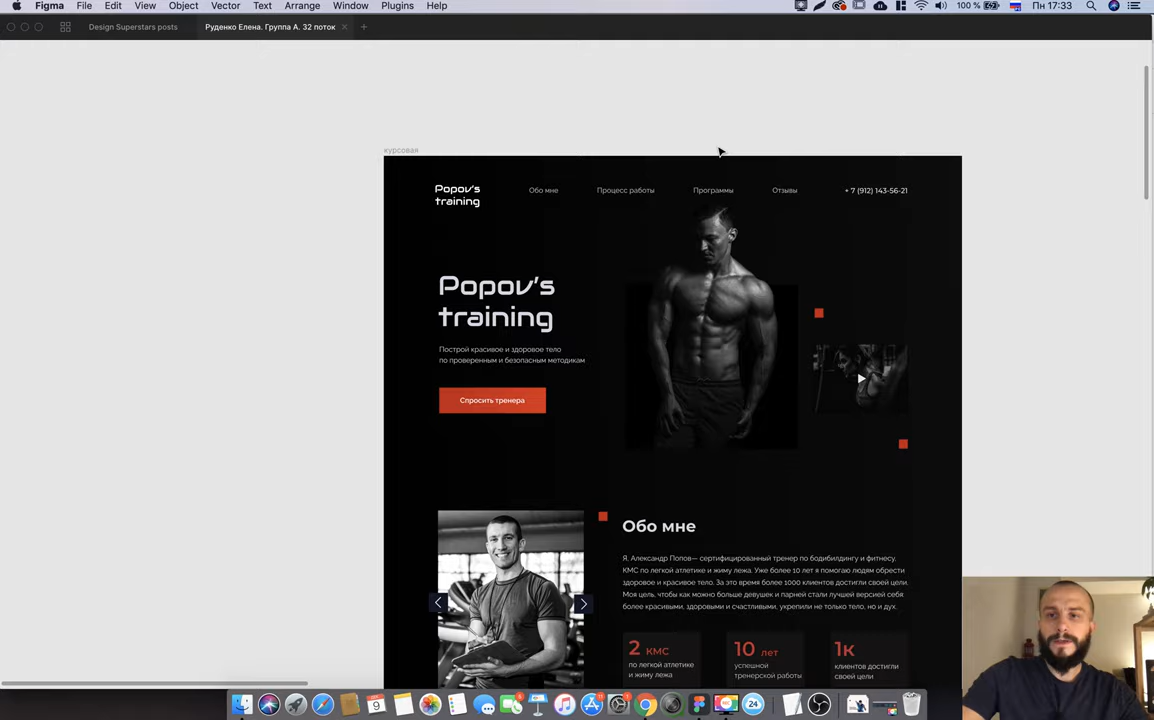 Figma File Edit View Object Vector Text Arrange Window Plugins Help 100 % Пн 17:33
Design Superstars posts Руденко Елена. Группа А. 32 поток
курсовая
Popov's
training
Обо мне Процесс работы Программы Отзывы + 7 (912) 143-56-21
Popov's
training
Построй красивое и здоровое тело
по проверенным и безопасным методикам
Спросить тренера
Обо мне
Я, Александр Попов— сертифицированный тренер по бодибилдингу и фитнесу,
КМС по легкой атлетике и жиму лежа. Уже более 10 лет я помогаю людям обрести
здоровое и красивое тело. За это время более 1000 клиентов достигли своей цели.
Моя цель, чтобы как можно больше девушек и парней стали лучшей версией себя:
более красивыми, здоровыми и счастливыми, укрепили не только тело, но и дух.
2 КМС
по легкой атлетике
и жиму лежа
10 лет
успешной
тренерской работы
1к
клиентов достигли
своей цели
9
24